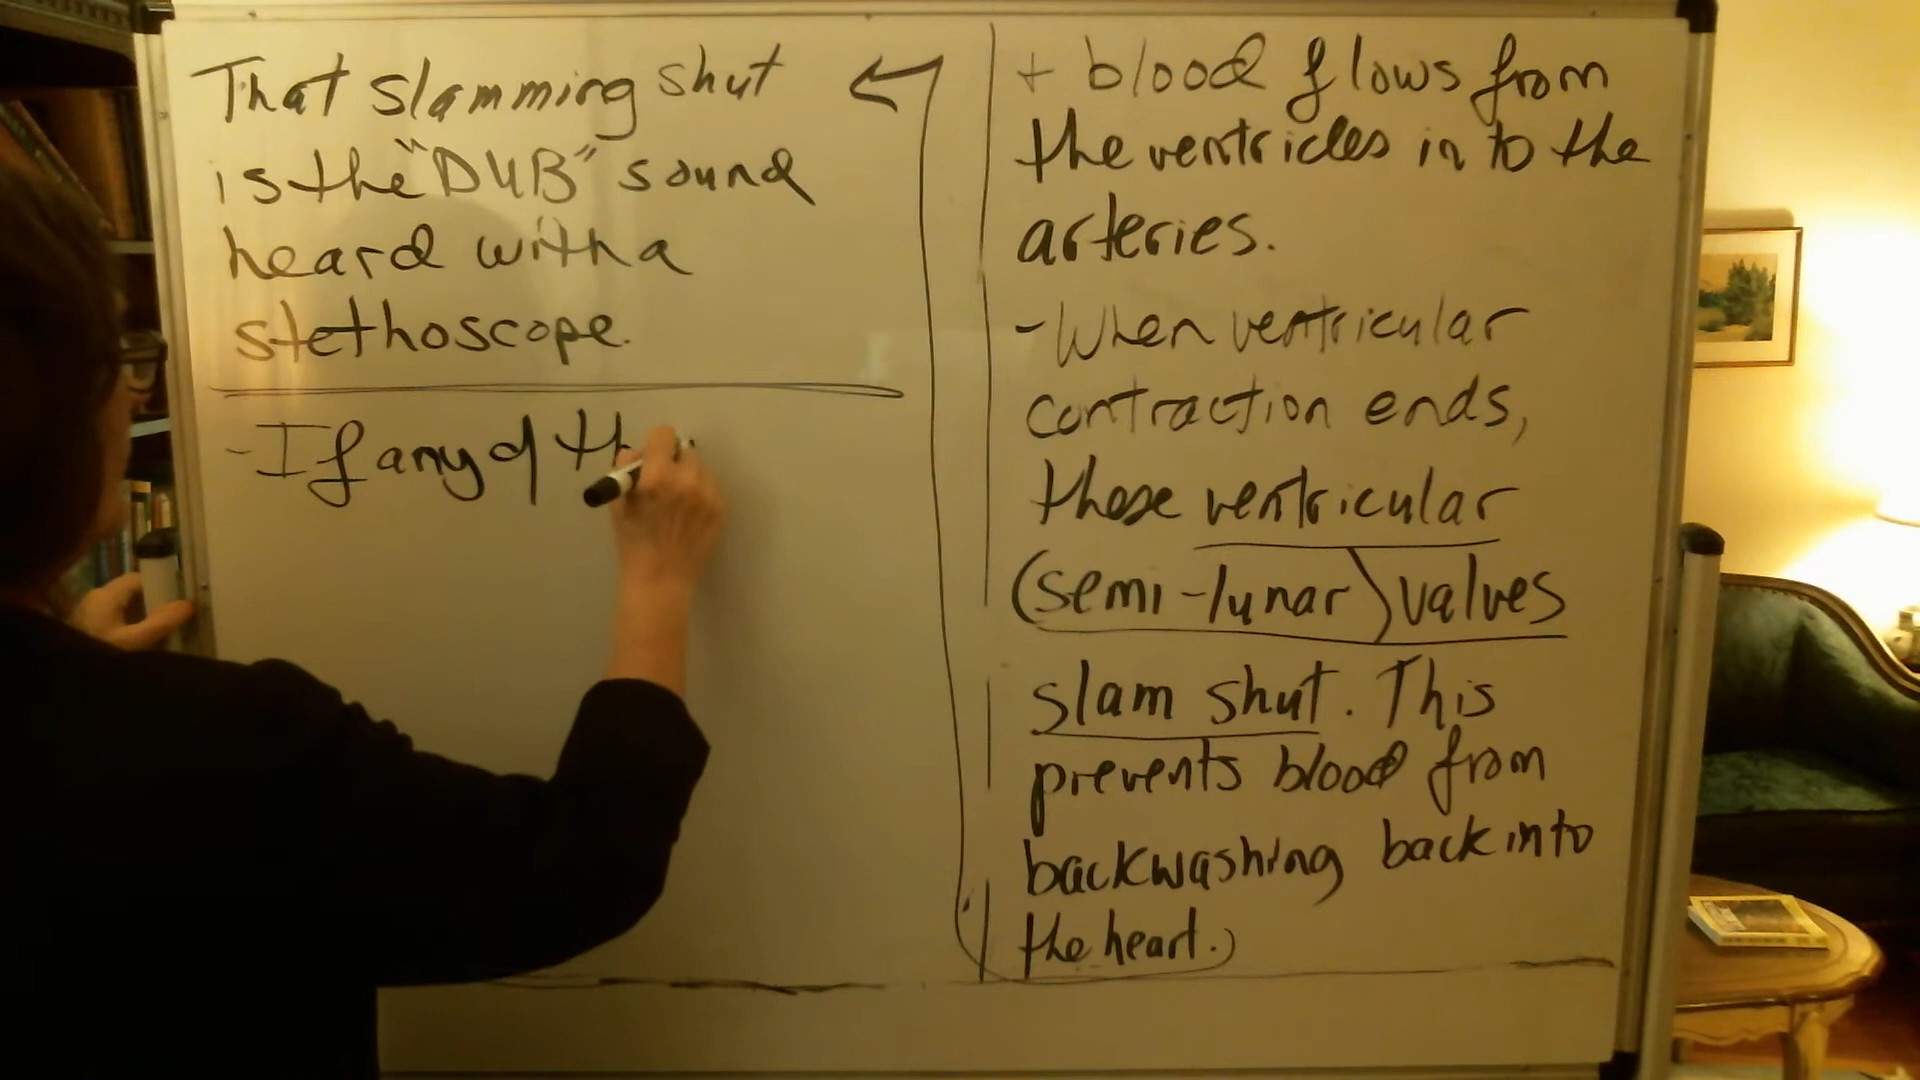 + blood flows from
the ventricles in to the
arteries.
- When ventricular
contraction ends,
these ventricular
(semi-lunar) valves
slam shut. This
prevents blood from
backwashing back into
the heart.)
That slamming shut
is the "DUB" sound
heard with a
stethoscope.
- If any of th